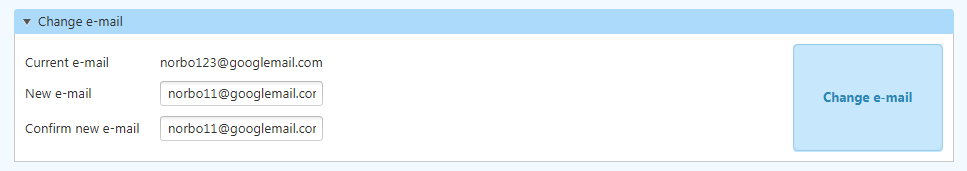 Change e-mail
Current e-mail norbo123@googlemail.com
New e-mail norbo11@googlemail.cor
Confirm new e-mail norbo11@googlemail.cor
Change e-mail